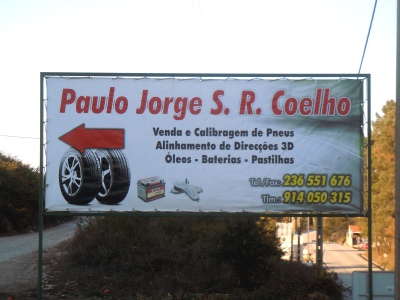 Paulo Jorge S. R. Coelho
Venda e Calibragem de Pneus
Alinhamento de Direcções 3D
Óleos - Baterias - Pastilhas
Tel./Fax.: 236 551 676
Tlm.: 914 050 315